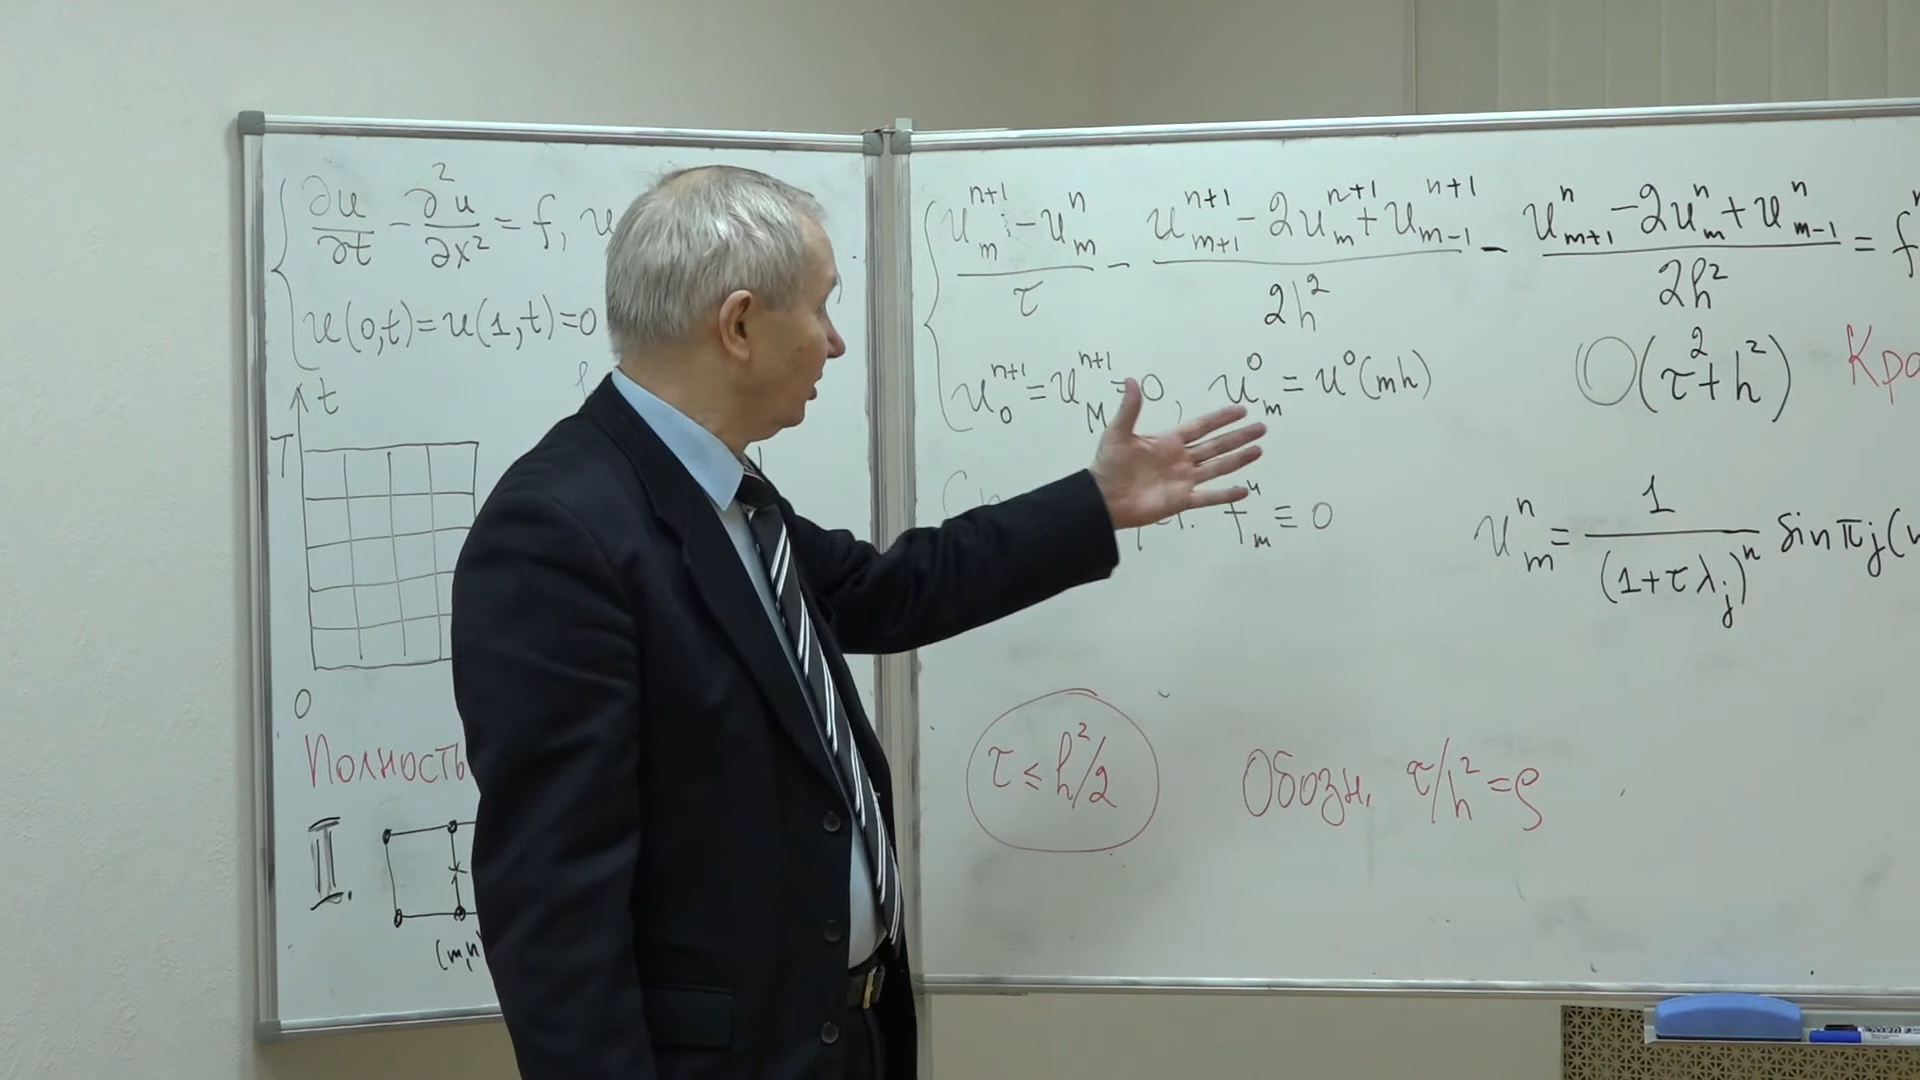 ∂u/∂t − ∂²u/∂x² = f, u
u(0,t)=u(1,t)=0
t
T
0
Полность
II.
(m,n
(u_m^{n+1} − u_m^n)/τ − (u_{m+1}^{n+1} − 2u_m^{n+1} + u_{m-1}^{n+1})/2h² − (u_{m+1}^n − 2u_m^n + u_{m-1}^n)/2h² = f
u_0^{n+1} = u_M^{n+1} = 0, u_m^0 = u^0(mh)
O(τ²+h²) Кра
f_m^n ≡ 0
u_m^n = 1/(1+τλ_j)^n sin πj(
τ ≤ h²/2
Обозн. τ/h² = ρ